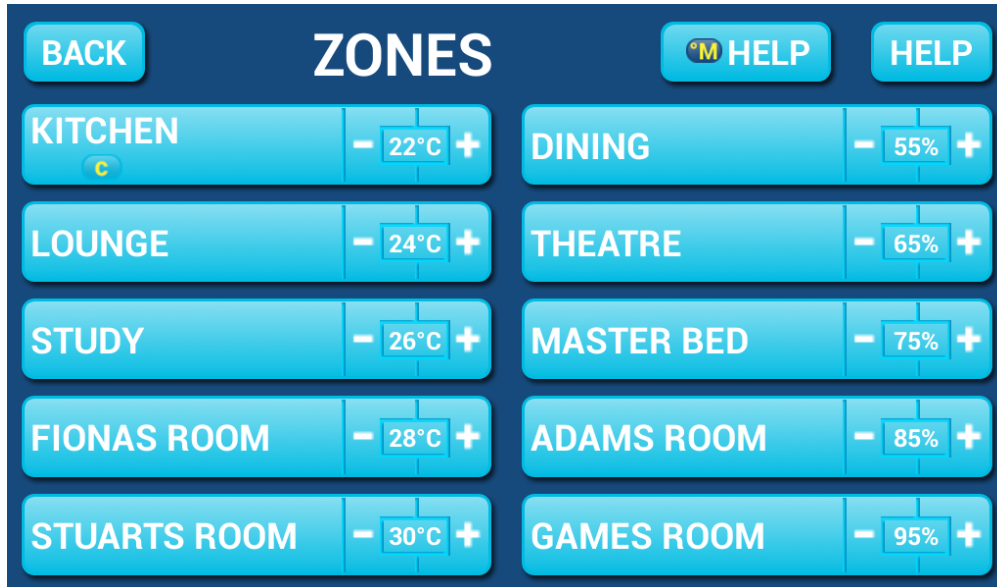 BACK
ZONES
°M HELP
HELP
KITCHEN
C
- 22°C +
DINING
- 55% +
LOUNGE
- 24°C +
THEATRE
- 65% +
STUDY
- 26°C +
MASTER BED
- 75% +
FIONAS ROOM
- 28°C +
ADAMS ROOM
- 85% +
STUARTS ROOM
- 30°C +
GAMES ROOM
- 95% +